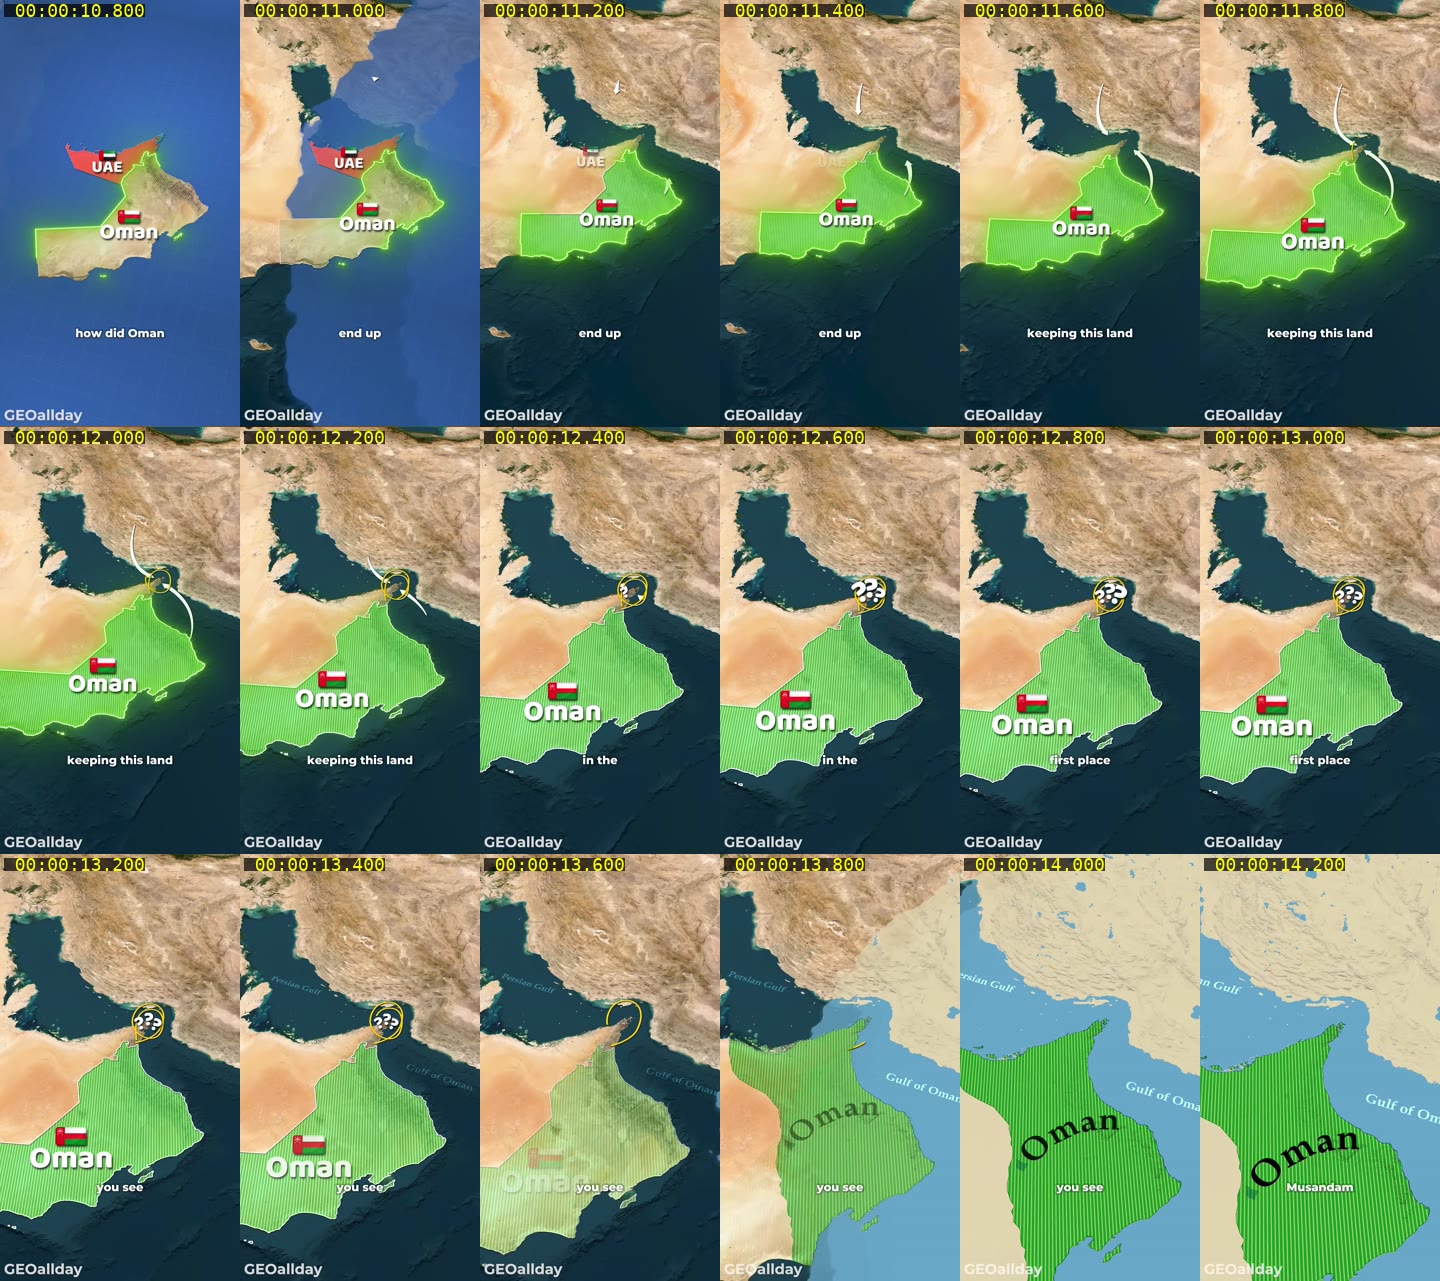 00:00:10.800
UAE
Oman
how did Oman
GEOallday
00:00:11.000
UAE
Oman
end up
GEOallday
00:00:11.200
UAE
Oman
end up
GEOallday
00:00:11.400
UAE
Oman
end up
GEOallday
00:00:11.600
Oman
keeping this land
GEOallday
00:00:11.800
Oman
keeping this land
GEOallday
00:00:12.000
Oman
keeping this land
GEOallday
00:00:12.200
Oman
keeping this land
GEOallday
00:00:12.400
?
Oman
in the
GEOallday
00:00:12.600
???
Oman
in the
GEOallday
00:00:12.800
???
Oman
first place
GEOallday
00:00:13.000
???
Oman
first place
GEOallday
00:00:13.200
???
Oman
you see
GEOallday
00:00:13.400
Persian Gulf
???
Gulf of Oman
Oman
you see
GEOallday
00:00:13.600
Persian Gulf
Gulf of Oman
Oman
you see
GEOallday
00:00:13.800
Persian Gulf
Gulf of Oman
Oman
you see
GEOallday
00:00:14.000
ersian Gulf
Gulf of Oma
Oman
you see
GEOallday
00:00:14.200
n Gulf
Gulf of Om
Oman
Musandam
GEOallday